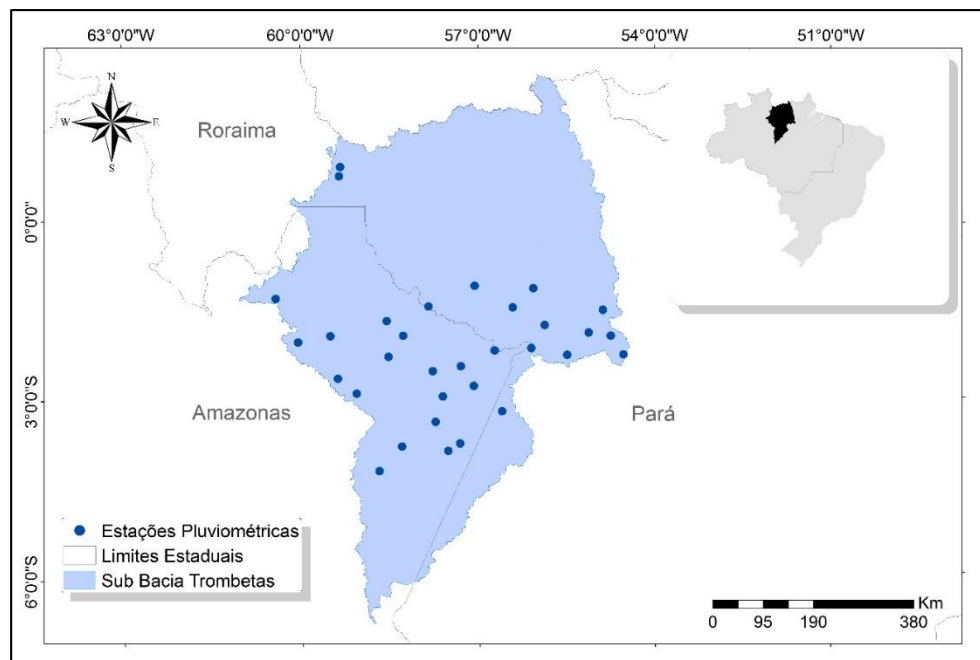 63°0'0"W 60°0'0"W 57°0'0"W 54°0'0"W 51°0'0"W
N
W E
S
Roraima
0°0'0"
3°0'0"S
Amazonas
Pará
Estações Pluviométricas
Limites Estaduais
Sub Bacia Trombetas
6°0'0"S
Km
0 95 190 380